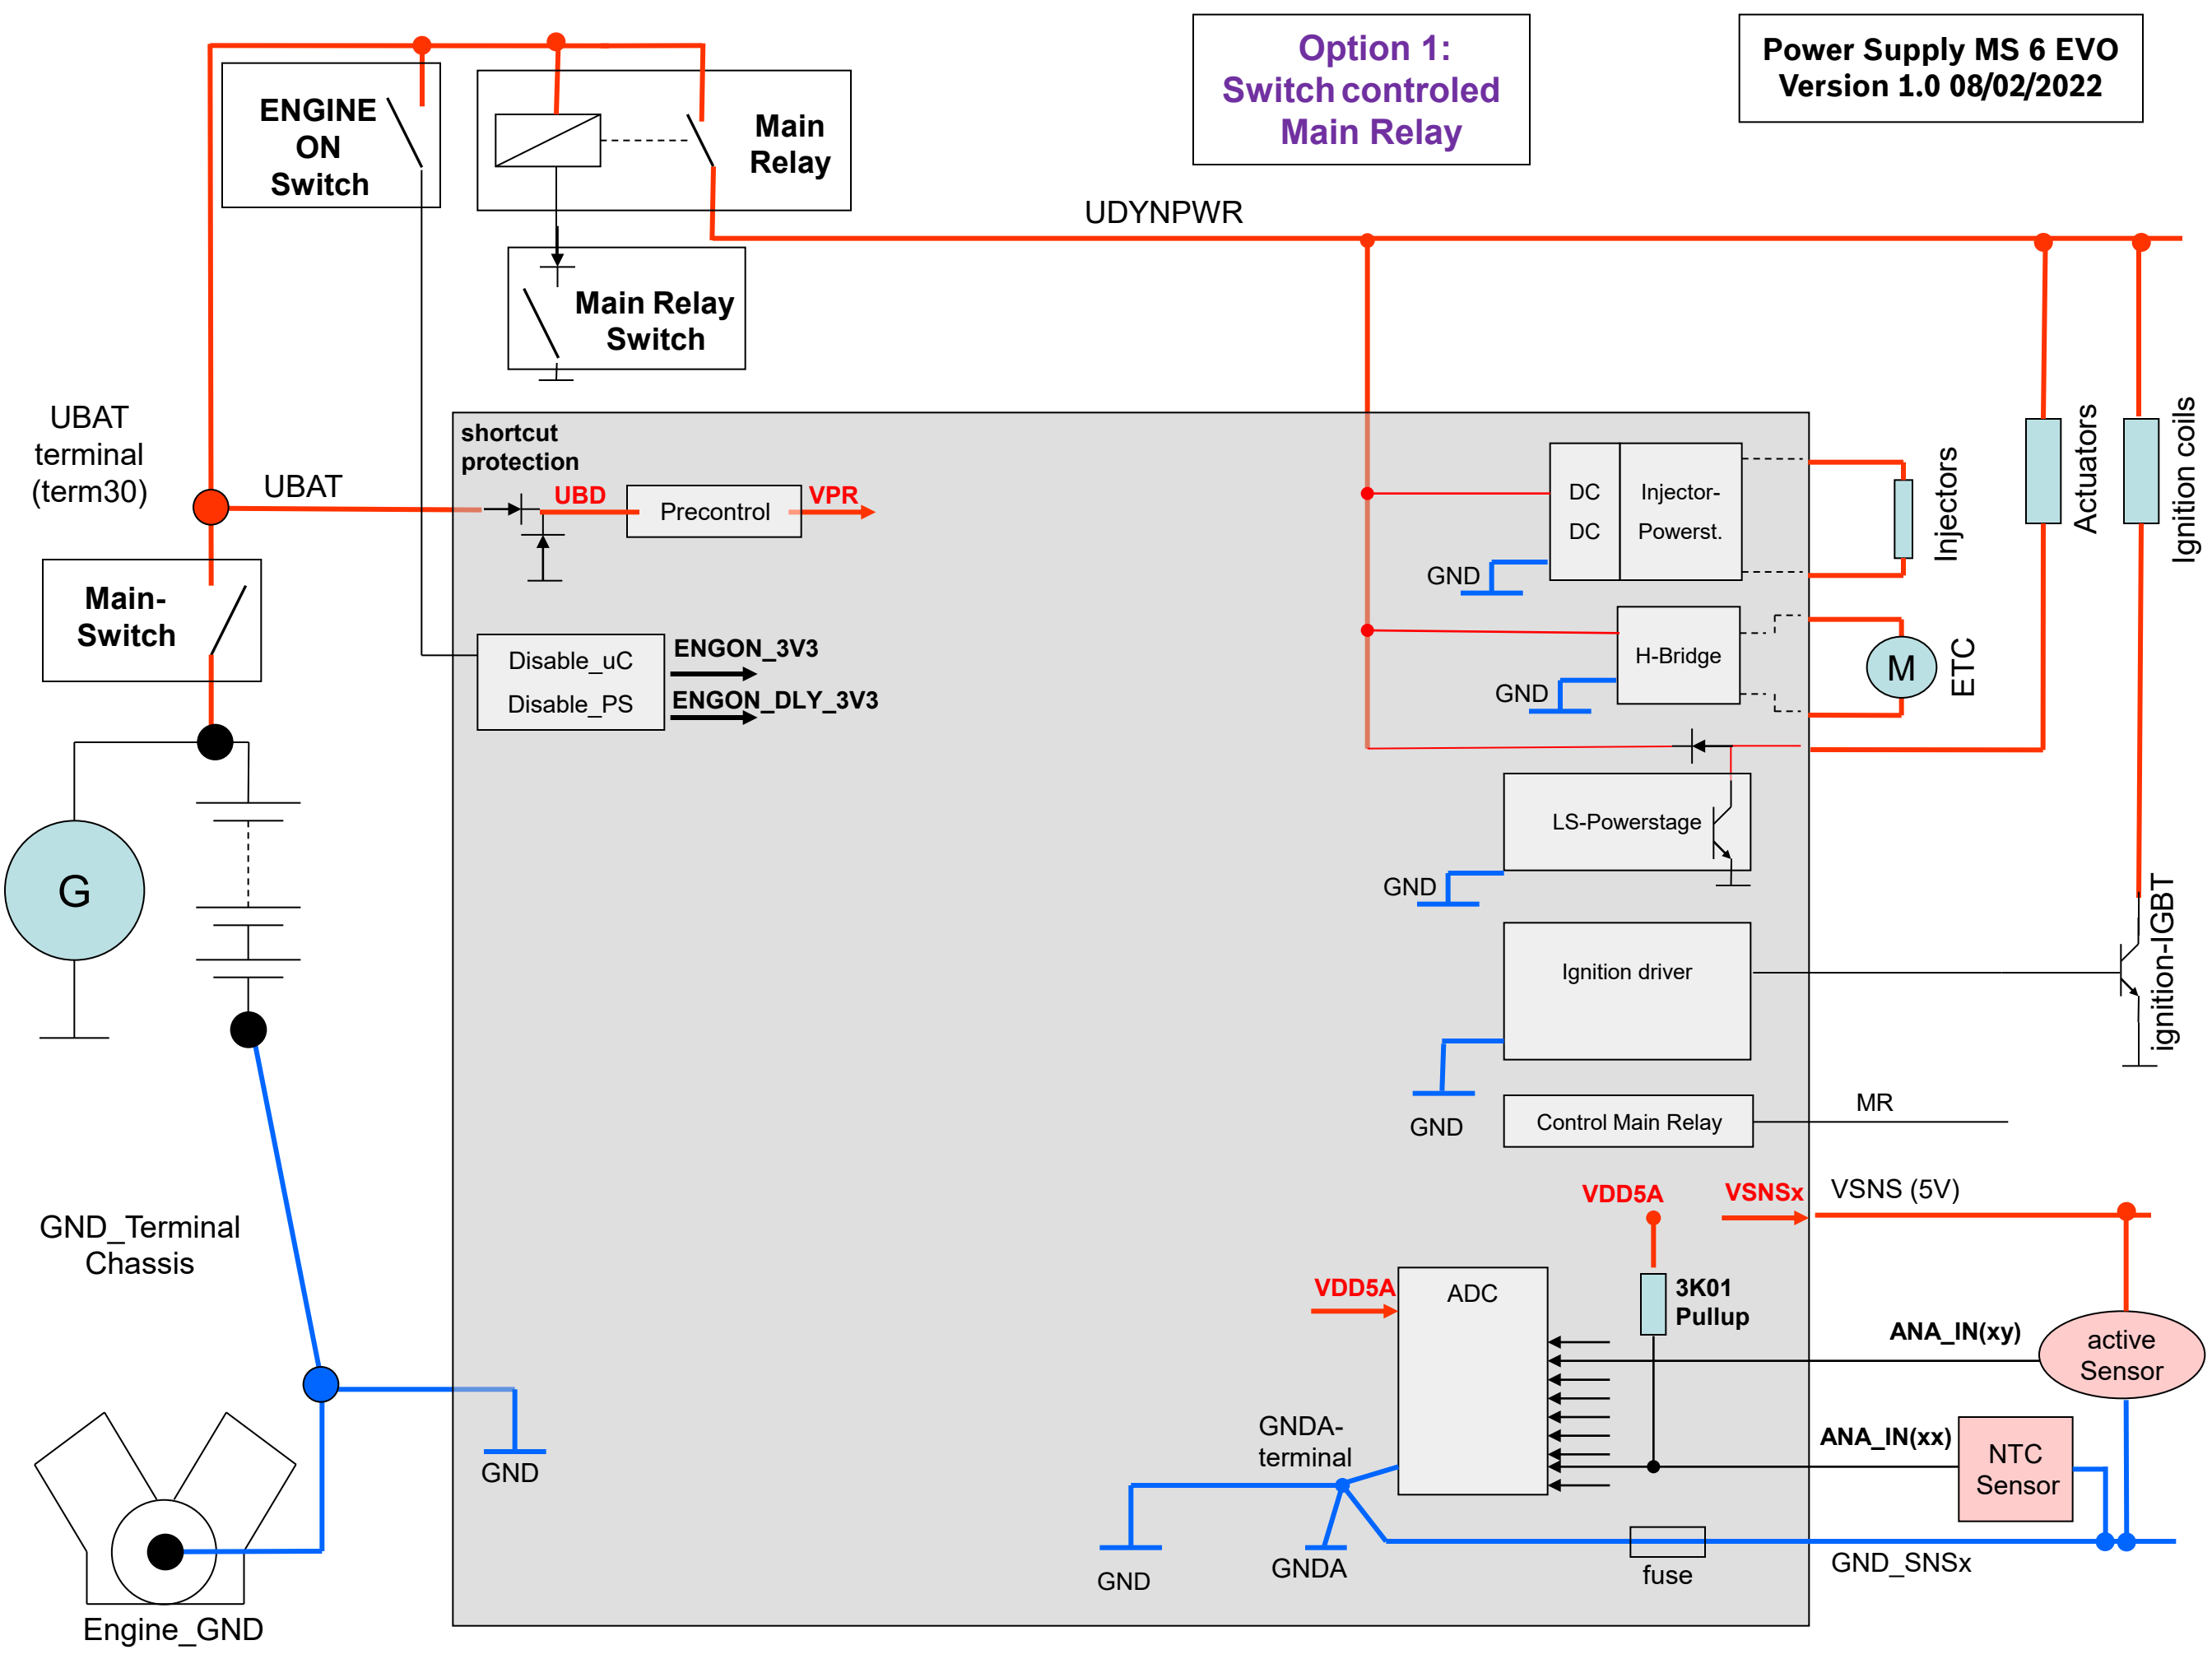 Option 1:
Switch controled
Main Relay
Power Supply MS 6 EVO
Version 1.0 08/02/2022
ENGINE
ON
Switch
Main
Relay
UDYNPWR
Main Relay
Switch
UBAT
terminal
(term30)
UBAT
shortcut
protection
UBD
Precontrol
VPR
Main-
Switch
Disable_uC
Disable_PS
ENGON_3V3
ENGON_DLY_3V3
DC
DC
Injector-
Powerst.
GND
Injectors
Actuators
Ignition coils
H-Bridge
GND
M
ETC
LS-Powerstage
GND
G
Ignition driver
GND
ignition-IGBT
Control Main Relay
MR
VDD5A
VSNSx
VSNS (5V)
GND_Terminal
Chassis
VDD5A
ADC
3K01
Pullup
ANA_IN(xy)
active
Sensor
ANA_IN(xx)
NTC
Sensor
GNDA-
terminal
GND
GND
GNDA
fuse
GND_SNSx
Engine_GND